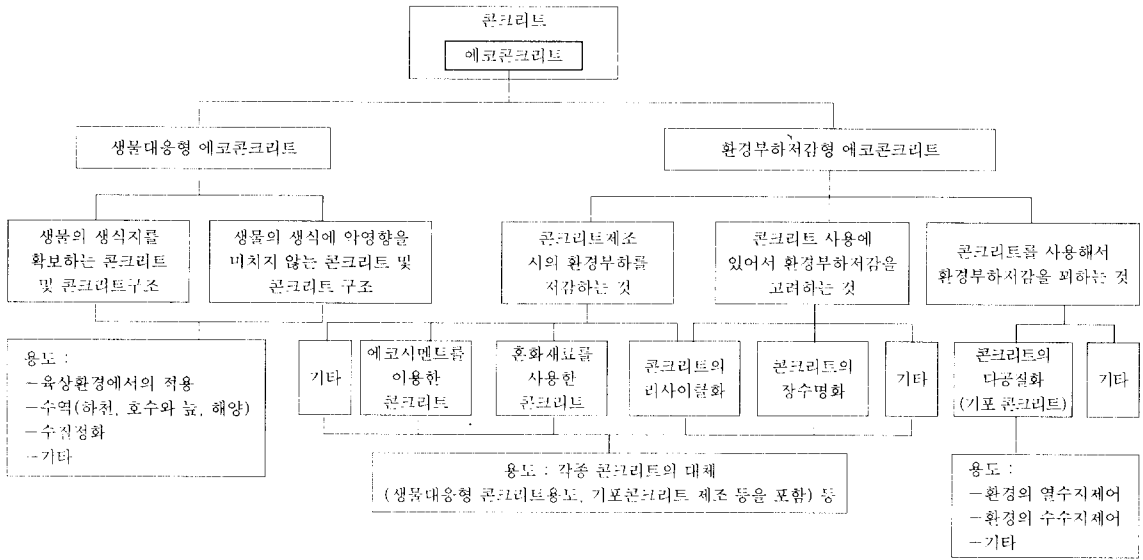 콘크리트
에코콘크리트
생물대응형 에코콘크리트
환경부하저감형 에코콘크리트
생물의 생식지를
확보하는 콘크리트
및 콘크리트구조
생물의 생식에 악영향을
미치지 않는 콘크리트 및
콘크리트 구조
콘크리트제조
시의 환경부하를
저감하는 것
콘크리트 사용에
있어서 환경부하저감을
고려하는 것
콘크리트를 사용해서
환경부하저감을 꾀하는 것
용도 :
-육상환경에서의 적용
-수역(하천, 호수와 늪, 해양)
-수질정화
-기타
기타
에코시멘트를
이용한
콘크리트
혼화재료를
사용한
콘크리트
콘크리트의
리사이클화
콘크리트의
장수명화
기타
콘크리트의
다공질화
(기포 콘크리트)
기타
용도 : 각종 콘크리트의 대체
(생물대응형 콘크리트용도, 기포콘크리트 제조 등을 포함) 등
용도 :
-환경의 열수지제어
-환경의 수수지제어
-기타